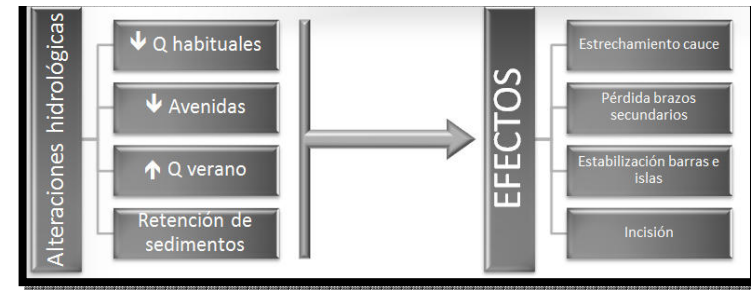 Alteraciones hidrológicas
↓ Q habituales
↓ Avenidas
↑ Q verano
Retención de
sedimentos
EFECTOS
Estrechamiento cauce
Pérdida brazos
secundarios
Estabilización barras e
islas
Incisión